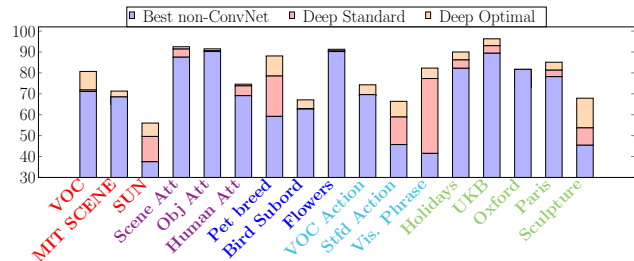 Best non-ConvNet Deep Standard Deep Optimal
100
90
80
70
60
50
40
30
VOC
MIT SCENE
SUN
Scene Att
Obj Att
Human Att
Pet breed
Bird Subord
Flowers
VOC Action
Stfd Action
Vis. Phrase
Holidays
UKB
Oxford
Paris
Sculpture